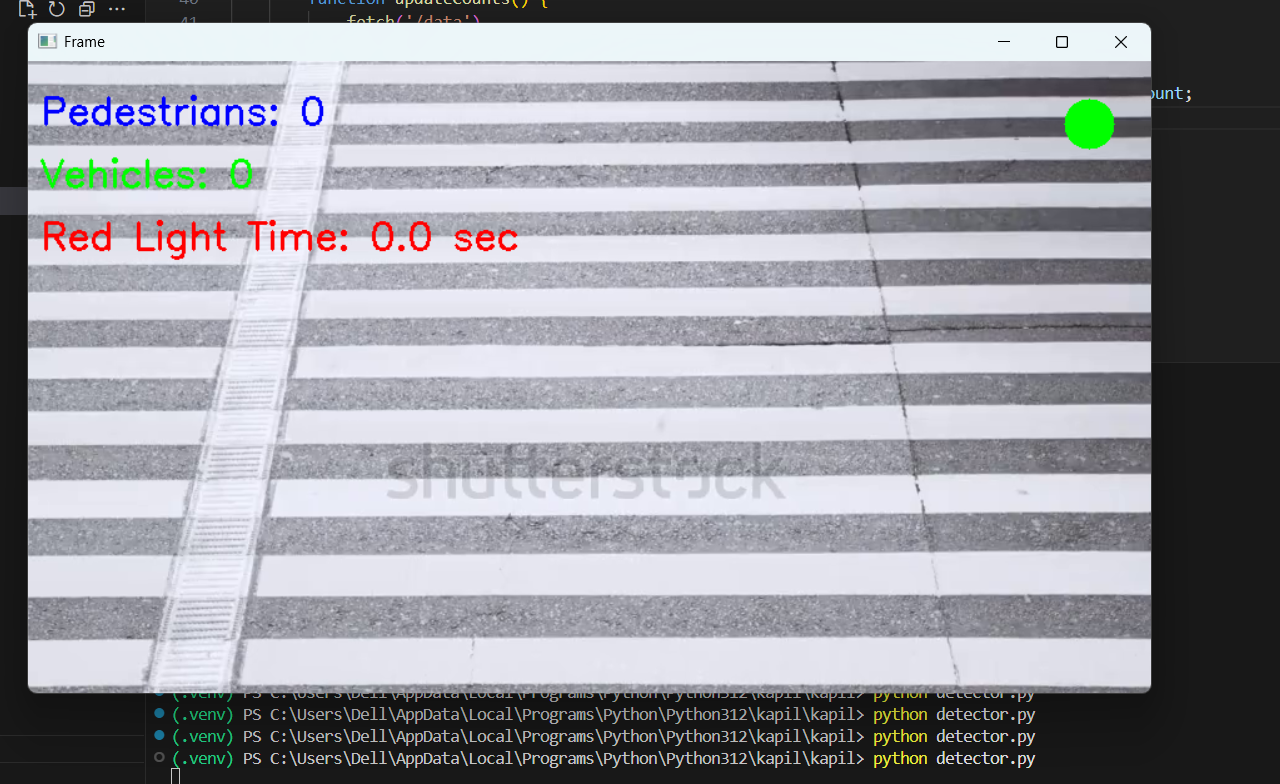 40 function updateCounts() {
41 fetch('/data')
Frame
ount;
Pedestrians: 0
Vehicles: 0
Red Light Time: 0.0 sec
shutterstock
(.venv) PS C:\Users\Dell\AppData\Local\Programs\Python\Python312\kapil\kapil> python detector.py
(.venv) PS C:\Users\Dell\AppData\Local\Programs\Python\Python312\kapil\kapil> python detector.py
(.venv) PS C:\Users\Dell\AppData\Local\Programs\Python\Python312\kapil\kapil> python detector.py
(.venv) PS C:\Users\Dell\AppData\Local\Programs\Python\Python312\kapil\kapil> python detector.py